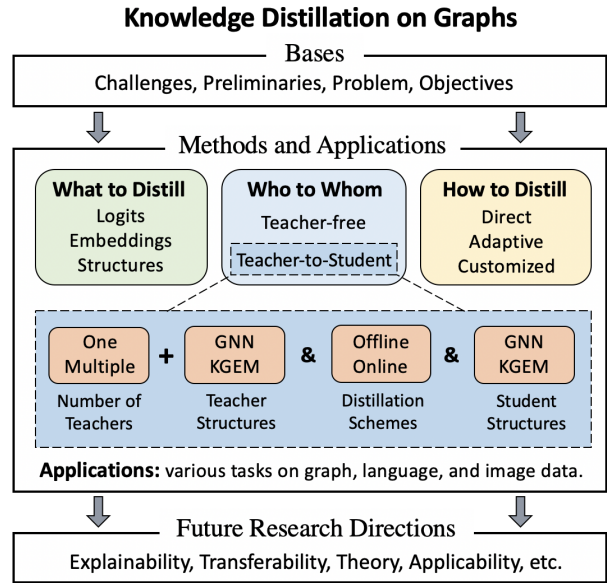 Knowledge Distillation on Graphs
Bases
Challenges, Preliminaries, Problem, Objectives
Methods and Applications
What to Distill
Logits
Embeddings
Structures
Who to Whom
Teacher-free
Teacher-to-Student
How to Distill
Direct
Adaptive
Customized
One
Multiple
+
GNN
KGEM
&
Offline
Online
&
GNN
KGEM
Number of
Teachers
Teacher
Structures
Distillation
Schemes
Student
Structures
Applications: various tasks on graph, language, and image data.
Future Research Directions
Explainability, Transferability, Theory, Applicability, etc.